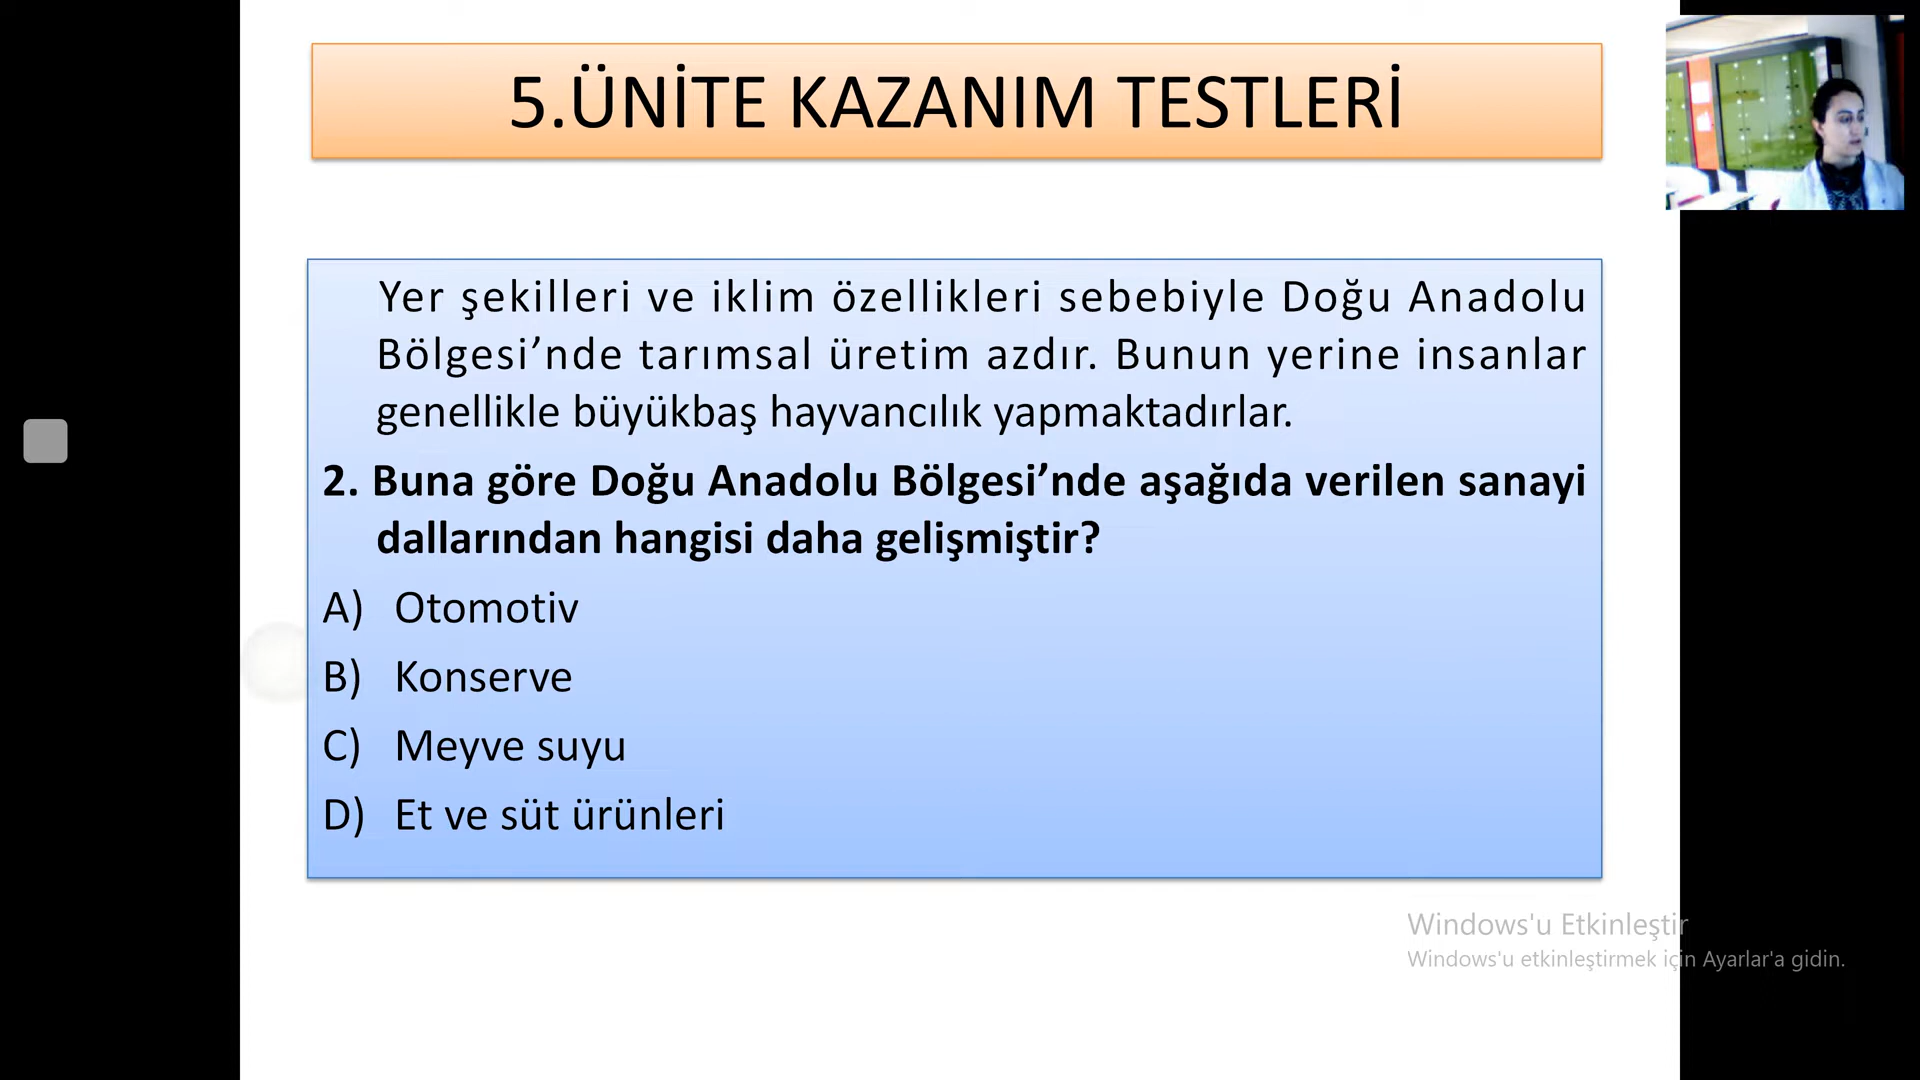 5.ÜNİTE KAZANIM TESTLERİ
Yer şekilleri ve iklim özellikleri sebebiyle Doğu Anadolu
Bölgesi’nde tarımsal üretim azdır. Bunun yerine insanlar
genellikle büyükbaş hayvancılık yapmaktadırlar.
2. Buna göre Doğu Anadolu Bölgesi’nde aşağıda verilen sanayi
dallarından hangisi daha gelişmiştir?
A) Otomotiv
B) Konserve
C) Meyve suyu
D) Et ve süt ürünleri
Windows'u Etkinleştir
Windows'u etkinleştirmek için Ayarlar'a gidin.